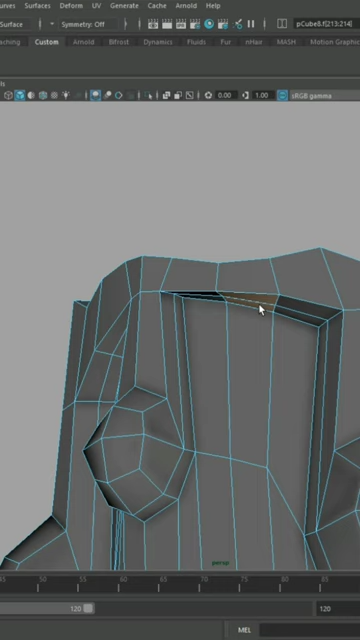 urves Surfaces Deform UV Generate Cache Arnold Help
Surface Symmetry: Off pCube8.f[213:214]
aching Custom Arnold Bifrost Dynamics Fluids Fur nHair MASH Motion Graphic
ls
0.00 1.00 sRGB gamma
persp
45 50 55 60 65 70 75 80 85
120 120
MEL